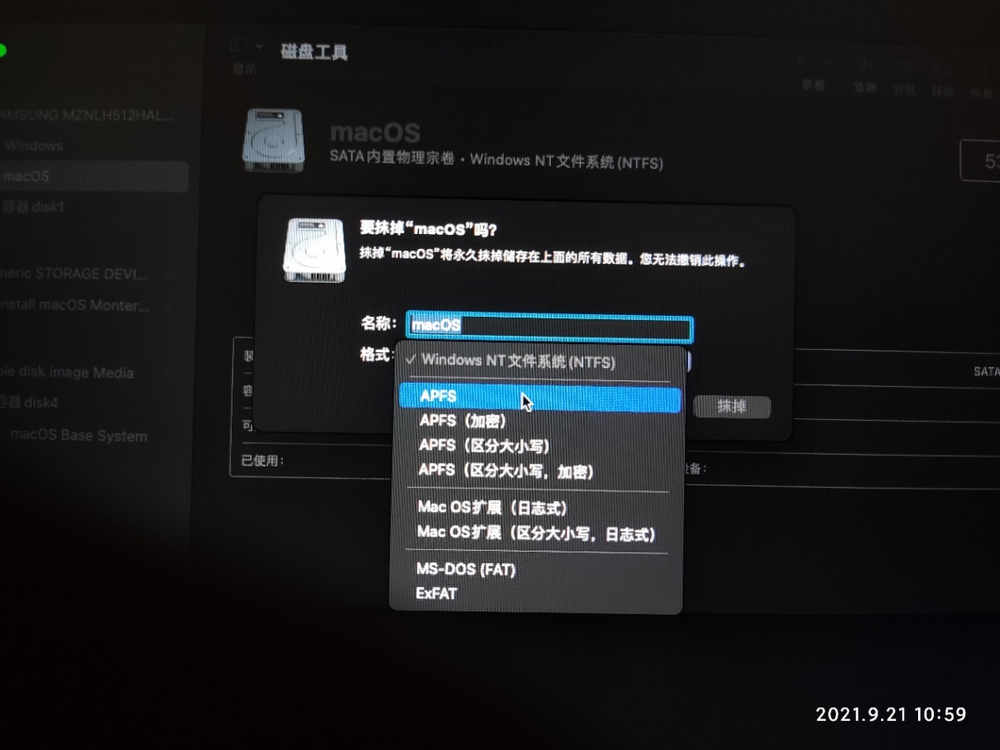 磁盘工具
显示
宗卷 急救 分区 抹掉 恢复
AMSUNG MZNLH512HAL...
Windows
macOS
容器 disk1
neric STORAGE DEVI...
nstall macOS Monter...
ble disk image Media
容器 disk4
macOS Base System
macOS
SATA内置物理宗卷 • Windows NT文件系统 (NTFS)
53
要抹掉“macOS”吗?
抹掉“macOS”将永久抹掉储存在上面的所有数据。您无法撤销此操作。
名称: macOS
格式:
✓ Windows NT文件系统 (NTFS)
APFS
APFS（加密）
APFS（区分大小写）
APFS（区分大小写，加密）
Mac OS扩展（日志式）
Mac OS扩展（区分大小写，日志式）
MS-DOS (FAT)
ExFAT
抹掉
装
SATA
容
可
已使用:
设备:
2021.9.21 10:59